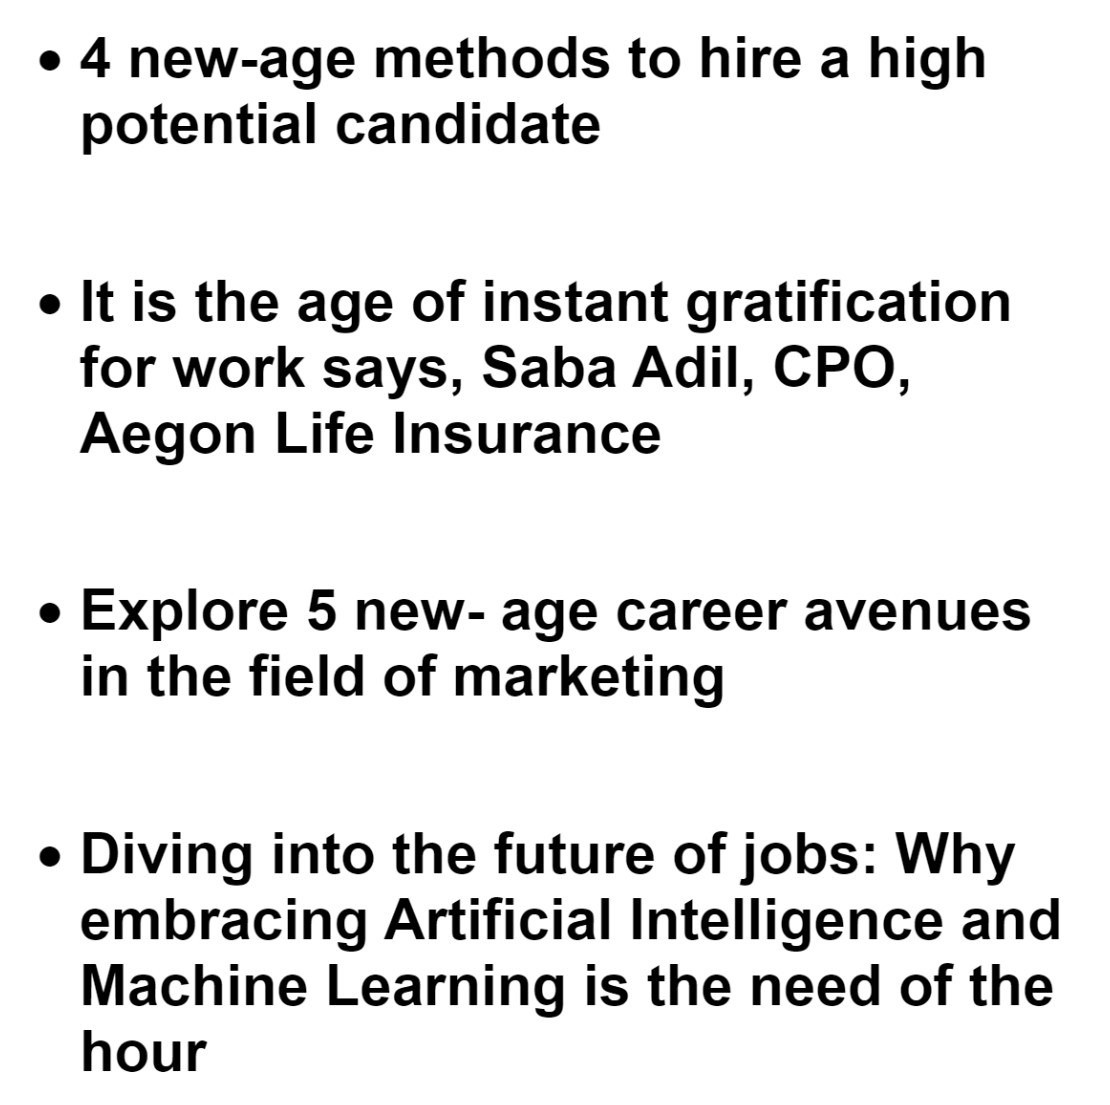 • 4 new-age methods to hire a high
potential candidate
• It is the age of instant gratification
for work says, Saba Adil, CPO,
Aegon Life Insurance
• Explore 5 new- age career avenues
in the field of marketing
• Diving into the future of jobs: Why
embracing Artificial Intelligence and
Machine Learning is the need of the
hour